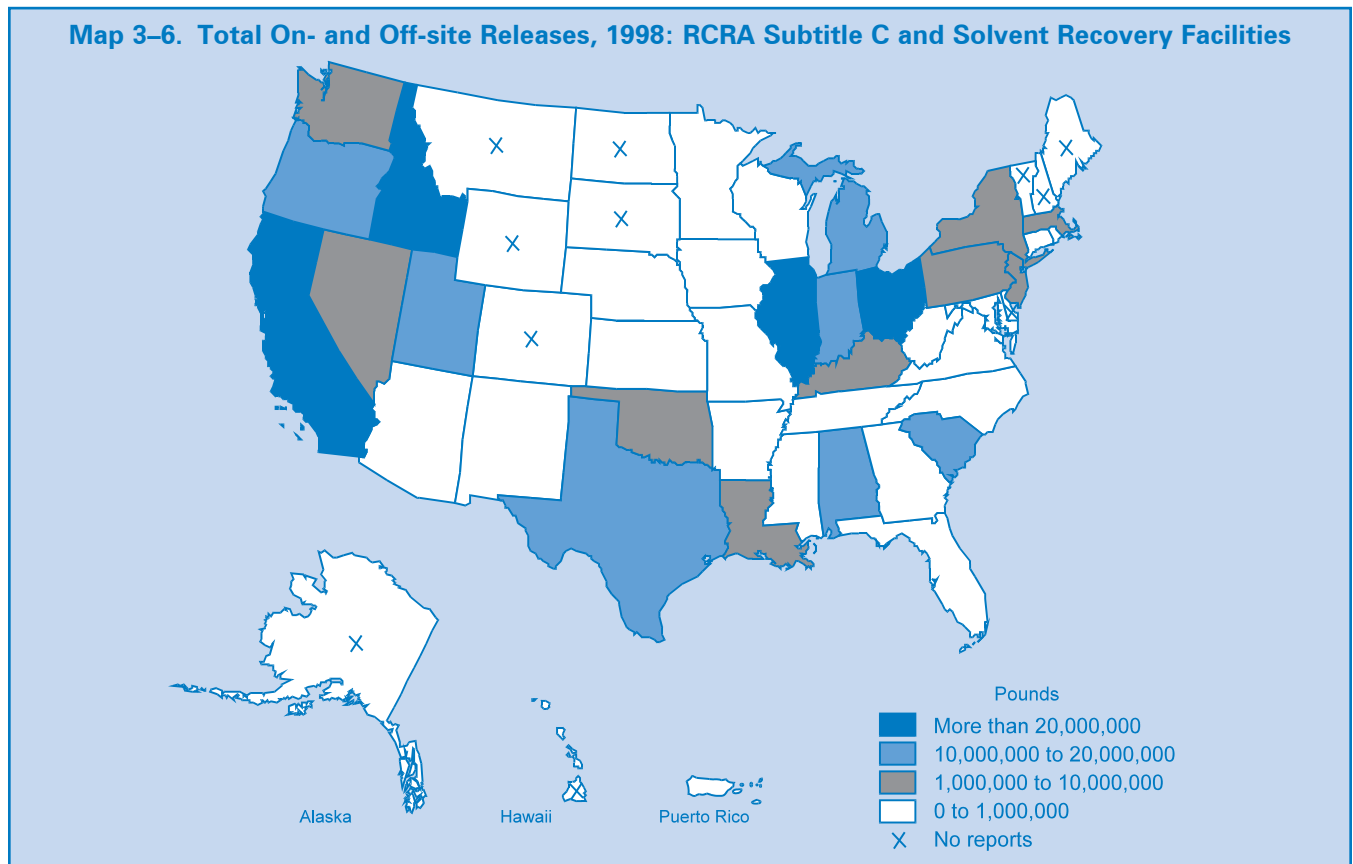 Map 3–6. Total On- and Off-site Releases, 1998: RCRA Subtitle C and Solvent Recovery Facilities
Alaska
Hawaii
Puerto Rico
Pounds
More than 20,000,000
10,000,000 to 20,000,000
1,000,000 to 10,000,000
0 to 1,000,000
X No reports